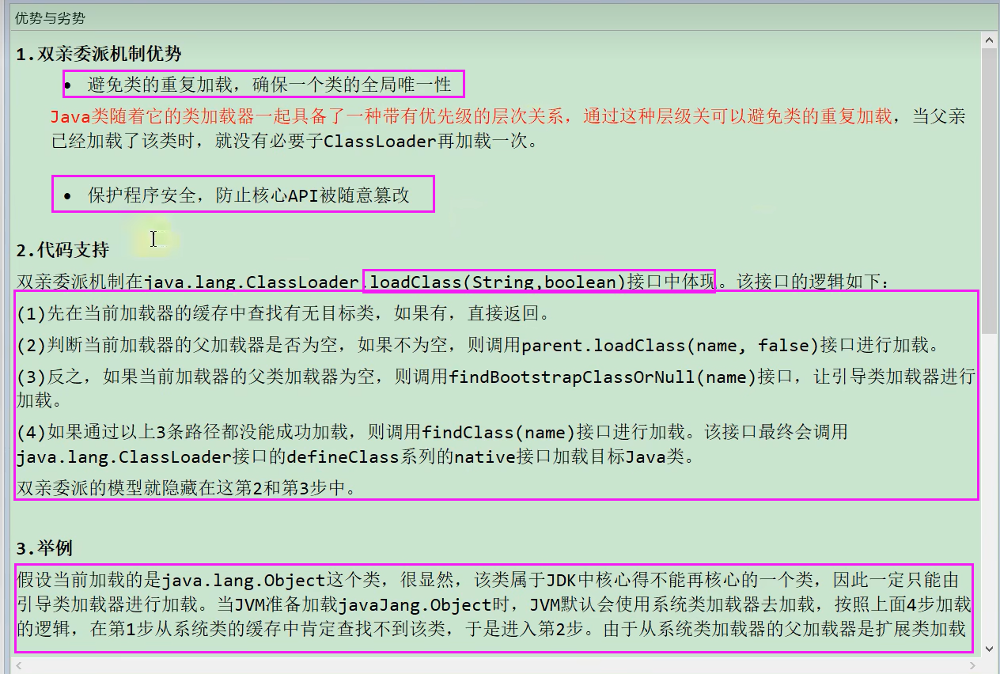 优势与劣势
1.双亲委派机制优势
• 避免类的重复加载，确保一个类的全局唯一性
Java类随着它的类加载器一起具备了一种带有优先级的层次关系，通过这种层级关可以避免类的重复加载，当父亲
已经加载了该类时，就没有必要子ClassLoader再加载一次。
• 保护程序安全，防止核心API被随意篡改
2.代码支持
双亲委派机制在java.lang.ClassLoader.loadClass(String,boolean)接口中体现。该接口的逻辑如下：
(1)先在当前加载器的缓存中查找有无目标类，如果有，直接返回。
(2)判断当前加载器的父加载器是否为空，如果不为空，则调用parent.loadClass(name, false)接口进行加载。
(3)反之，如果当前加载器的父类加载器为空，则调用findBootstrapClassOrNull(name)接口，让引导类加载器进行
加载。
(4)如果通过以上3条路径都没能成功加载，则调用findClass(name)接口进行加载。该接口最终会调用
java.lang.ClassLoader接口的defineClass系列的native接口加载目标Java类。
双亲委派的模型就隐藏在这第2和第3步中。
3.举例
假设当前加载的是java.lang.Object这个类，很显然，该类属于JDK中核心得不能再核心的一个类，因此一定只能由
引导类加载器进行加载。当JVM准备加载javaJang.Object时，JVM默认会使用系统类加载器去加载，按照上面4步加载
的逻辑，在第1步从系统类的缓存中肯定查找不到该类，于是进入第2步。由于从系统类加载器的父加载器是扩展类加载